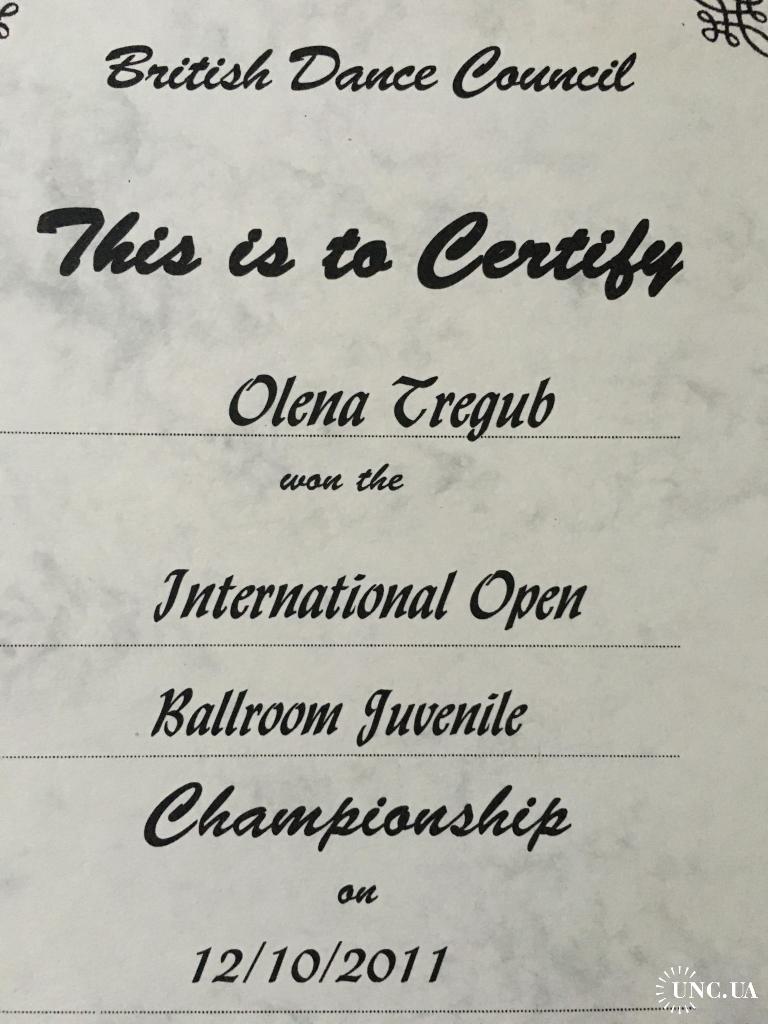 British Dance Council
This is to Certify
Olena Tregub
won the
International Open
Ballroom Juvenile
Championship
on
12/10/2011
UNC.UA